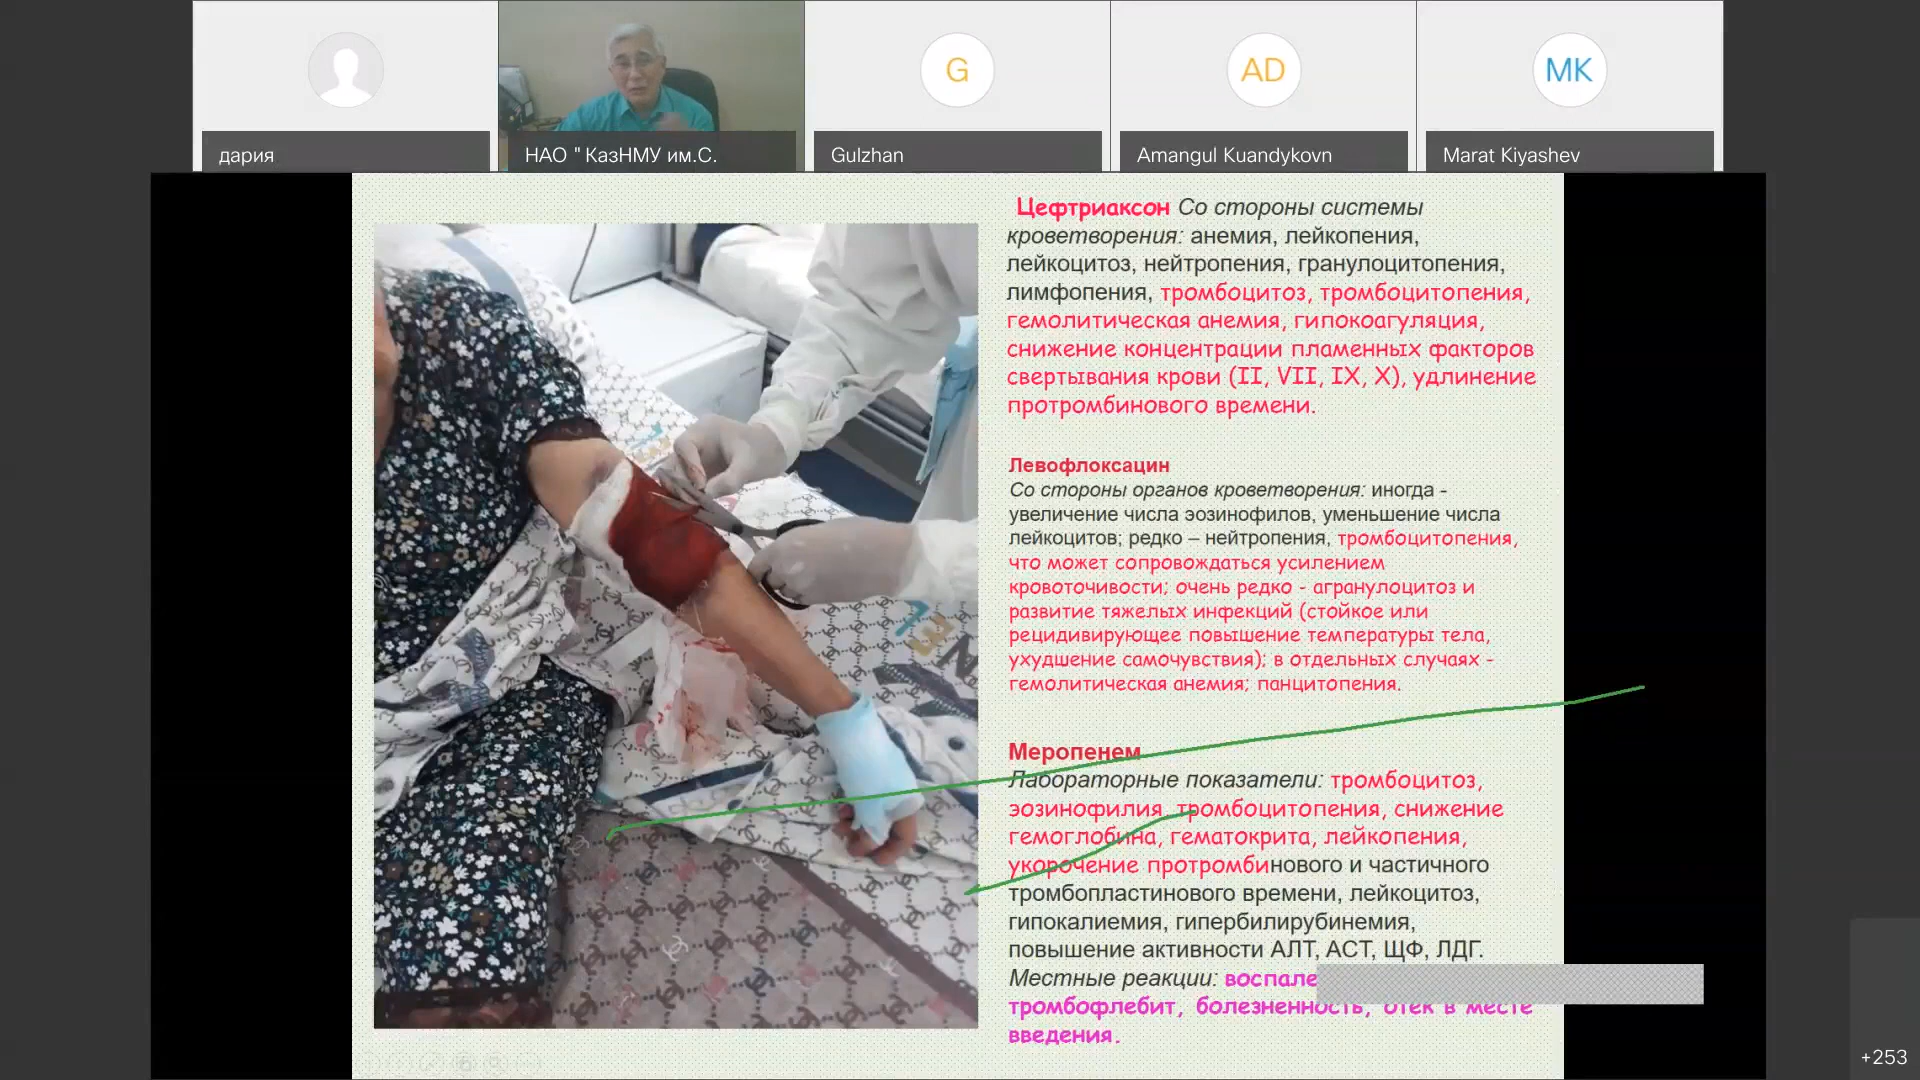 дария
НАО " КазНМУ им.С.
G
Gulzhan
AD
Amangul Kuandykovn
MK
Marat Kiyashev
Цефтриаксон Со стороны системы
кроветворения: анемия, лейкопения,
лейкоцитоз, нейтропения, гранулоцитопения,
лимфопения, тромбоцитоз, тромбоцитопения,
гемолитическая анемия, гипокоагуляция,
снижение концентрации пламенных факторов
свертывания крови (II, VII, IX, X), удлинение
протромбинового времени.
Левофлоксацин
Со стороны органов кроветворения: иногда -
увеличение числа эозинофилов, уменьшение числа
лейкоцитов; редко – нейтропения, тромбоцитопения,
что может сопровождаться усилением
кровоточивости; очень редко - агранулоцитоз и
развитие тяжелых инфекций (стойкое или
рецидивирующее повышение температуры тела,
ухудшение самочувствия); в отдельных случаях -
гемолитическая анемия; панцитопения.
Меропенем
Лабораторные показатели: тромбоцитоз,
эозинофилия, тромбоцитопения, снижение
гемоглобина, гематокрита, лейкопения,
укорочение протромбинового и частичного
тромбопластинового времени, лейкоцитоз,
гипокалиемия, гипербилирубинемия,
повышение активности АЛТ, АСТ, ЩФ, ЛДГ.
Местные реакции: воспале
тромбофлебит, болезненность, отек в месте
введения.
+253